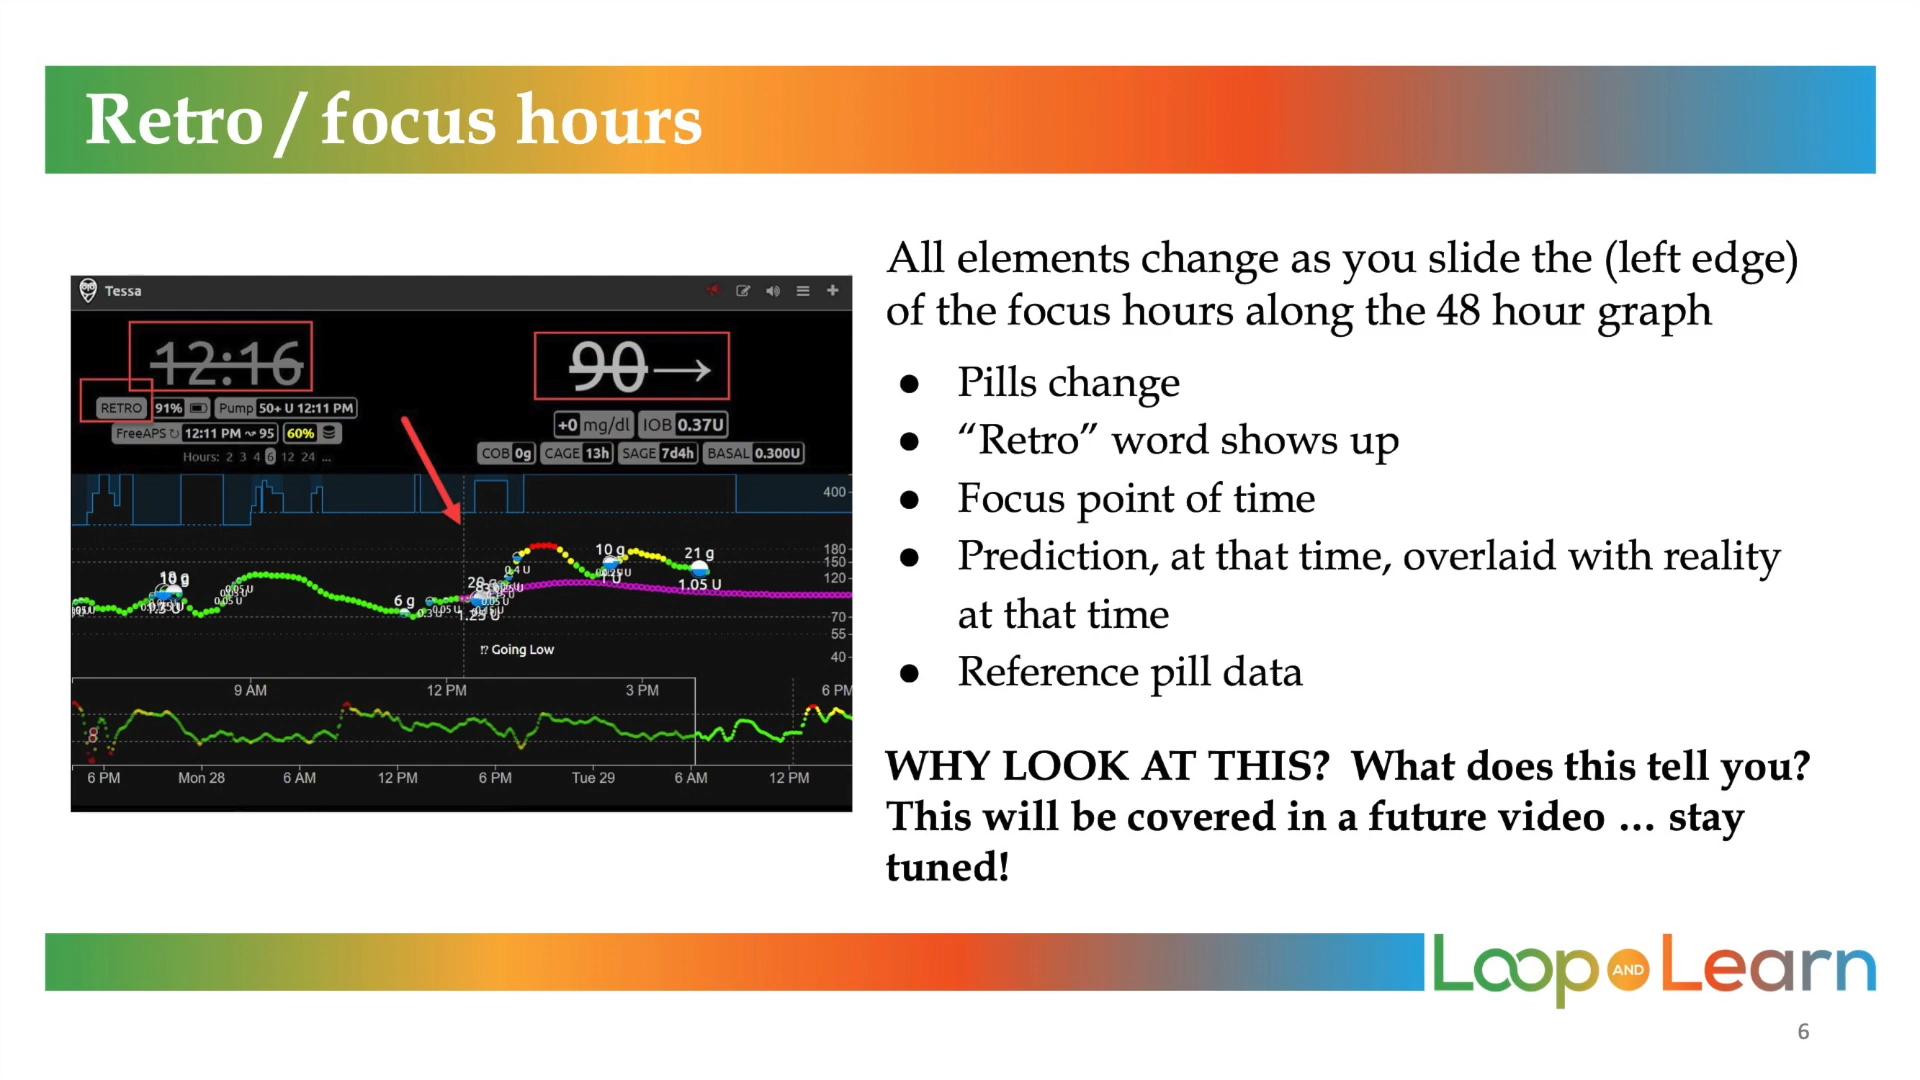 Retro / focus hours
Tessa
12:16
90→
RETRO 91% Pump 50+ U 12:11 PM
FreeAPS ↻ 12:11 PM ↝ 95 60%
Hours: 2 3 4 6 12 24 ...
+0 mg/dl IOB 0.37U
COB 0g CAGE 13h SAGE 7d4h BASAL 0.300U
400
180
150
120
70
55
40
10 g
21 g
6 g
0.4 U
1 U
1.05 U
1.25 U
0.05 U
⁉ Going Low
9 AM 12 PM 3 PM 6 PM
6 PM Mon 28 6 AM 12 PM 6 PM Tue 29 6 AM 12 PM
All elements change as you slide the (left edge)
of the focus hours along the 48 hour graph
● Pills change
● “Retro” word shows up
● Focus point of time
● Prediction, at that time, overlaid with reality
at that time
● Reference pill data
WHY LOOK AT THIS? What does this tell you?
This will be covered in a future video … stay
tuned!
Loop AND Learn
6